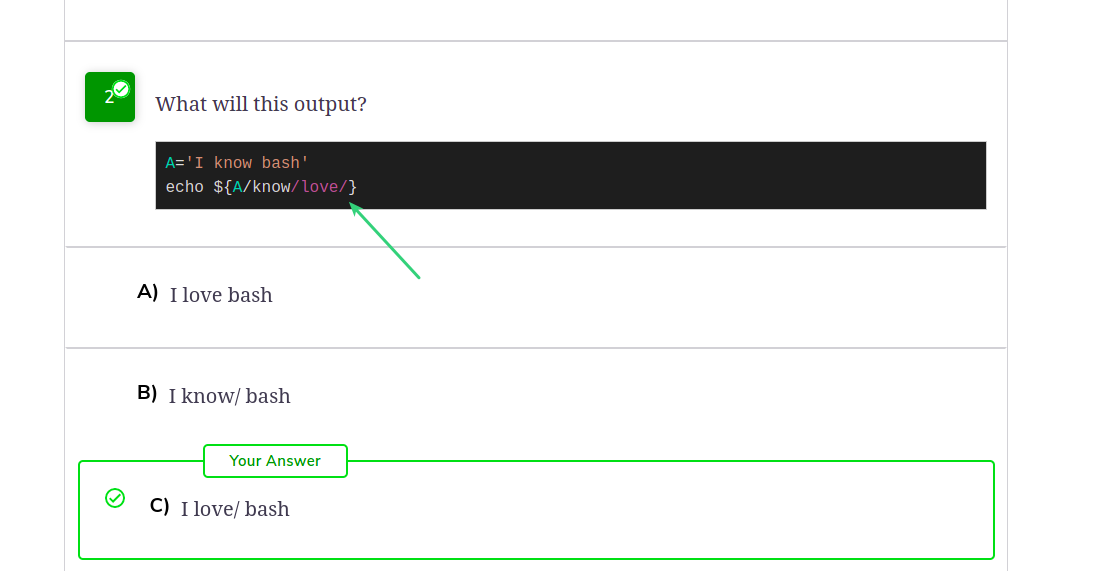 2
What will this output?
A='I know bash'
echo ${A/know/love/}
A) I love bash
B) I know/ bash
Your Answer
C) I love/ bash